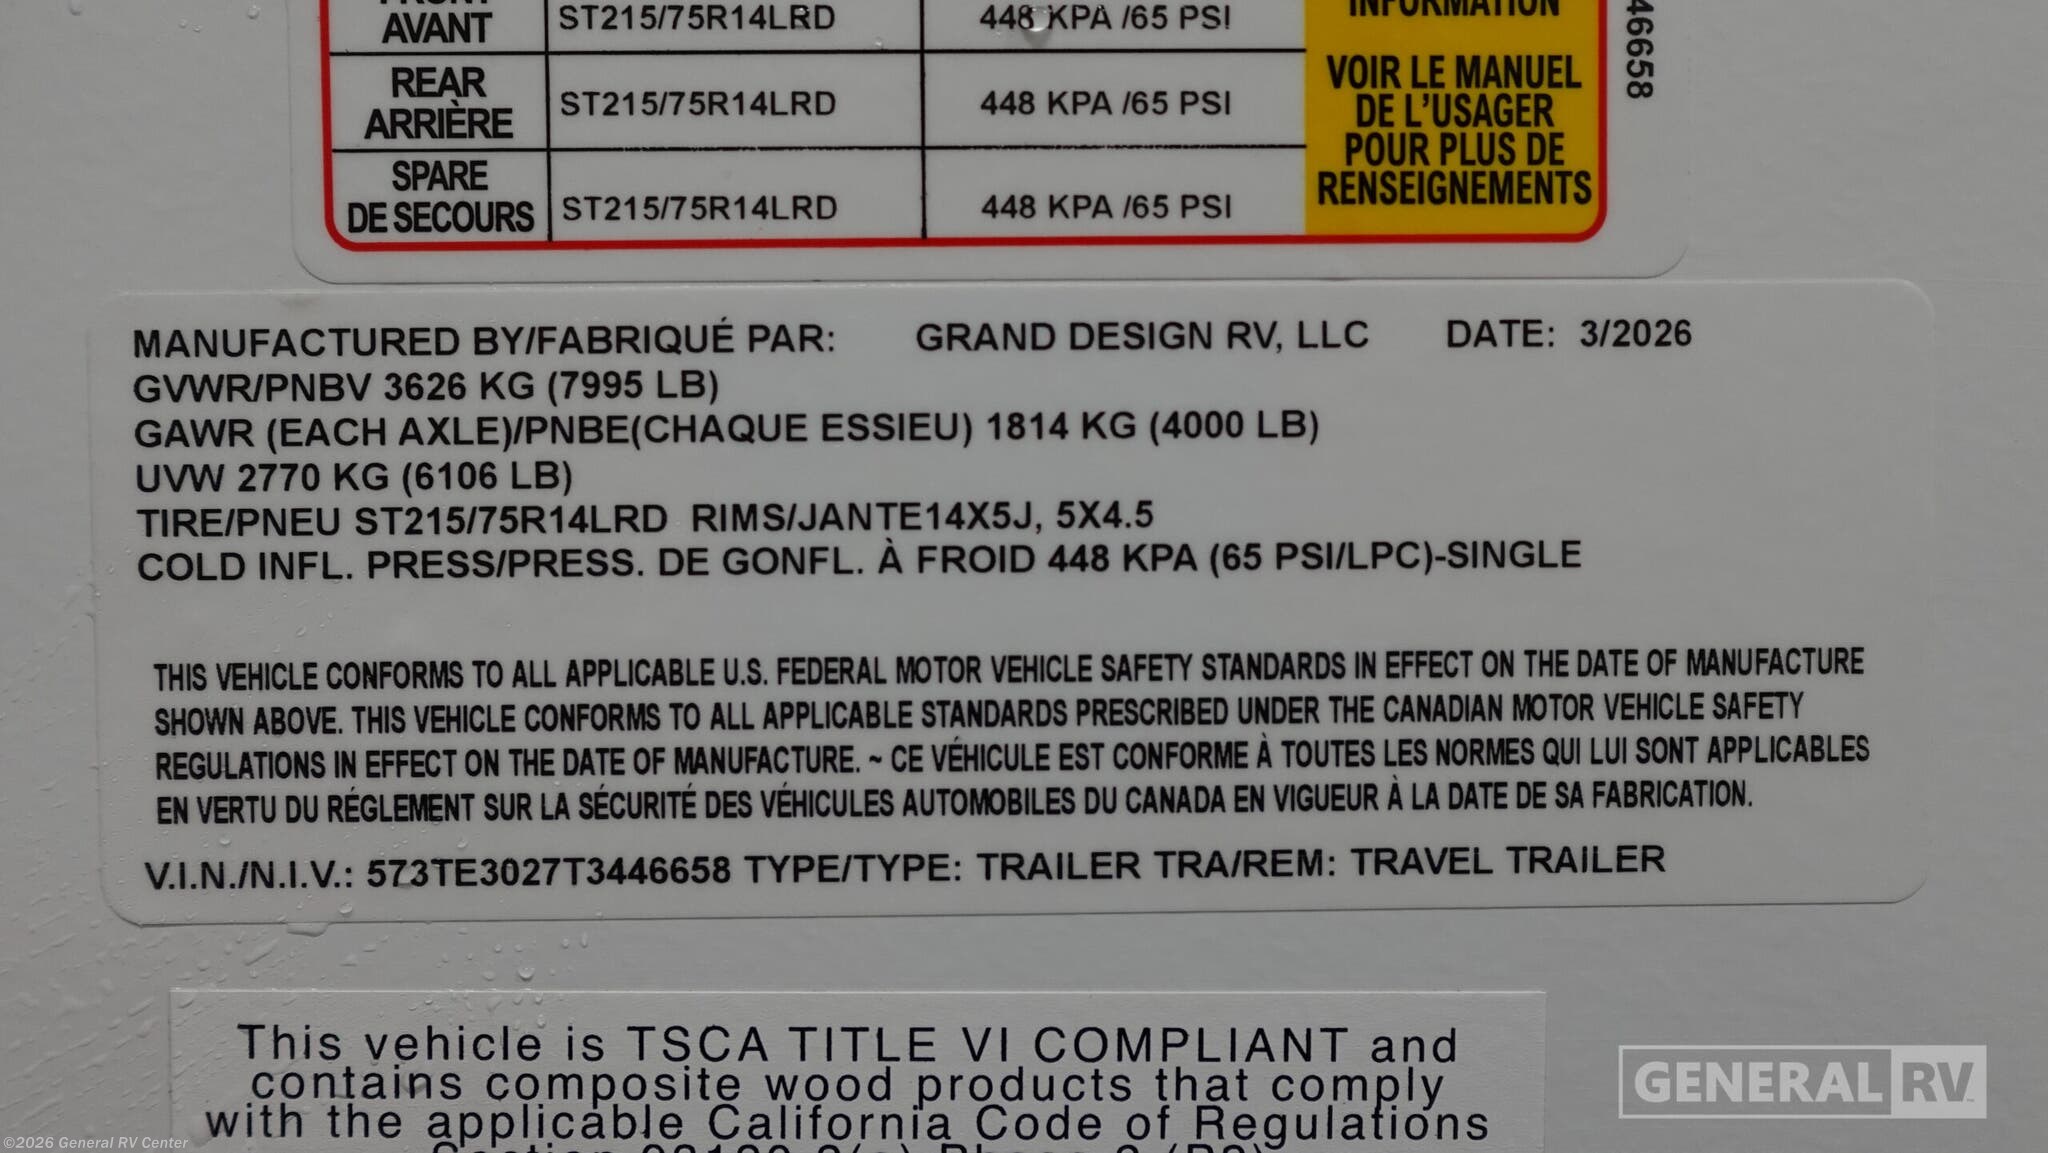 AVANT
ST215/75R14LRD
448 KPA /65 PSI
INFORMATION
46658
REAR
ARRIÈRE
ST215/75R14LRD
448 KPA /65 PSI
VOIR LE MANUEL
DE L'USAGER
POUR PLUS DE
RENSEIGNEMENTS
SPARE
DE SECOURS
ST215/75R14LRD
448 KPA /65 PSI
MANUFACTURED BY/FABRIQUÉ PAR: GRAND DESIGN RV, LLC DATE: 3/2026
GVWR/PNBV 3626 KG (7995 LB)
GAWR (EACH AXLE)/PNBE(CHAQUE ESSIEU) 1814 KG (4000 LB)
UVW 2770 KG (6106 LB)
TIRE/PNEU ST215/75R14LRD RIMS/JANTE14X5J, 5X4.5
COLD INFL. PRESS/PRESS. DE GONFL. À FROID 448 KPA (65 PSI/LPC)-SINGLE
THIS VEHICLE CONFORMS TO ALL APPLICABLE U.S. FEDERAL MOTOR VEHICLE SAFETY STANDARDS IN EFFECT ON THE DATE OF MANUFACTURE
SHOWN ABOVE. THIS VEHICLE CONFORMS TO ALL APPLICABLE STANDARDS PRESCRIBED UNDER THE CANADIAN MOTOR VEHICLE SAFETY
REGULATIONS IN EFFECT ON THE DATE OF MANUFACTURE. ~ CE VÉHICULE EST CONFORME À TOUTES LES NORMES QUI LUI SONT APPLICABLES
EN VERTU DU RÉGLEMENT SUR LA SÉCURITÉ DES VÉHICULES AUTOMOBILES DU CANADA EN VIGUEUR À LA DATE DE SA FABRICATION.
V.I.N./N.I.V.: 573TE3027T3446658 TYPE/TYPE: TRAILER TRA/REM: TRAVEL TRAILER
This vehicle is TSCA TITLE VI COMPLIANT and
contains composite wood products that comply
with the applicable California Code of Regulations
GENERAL RV
©2026 General RV Center